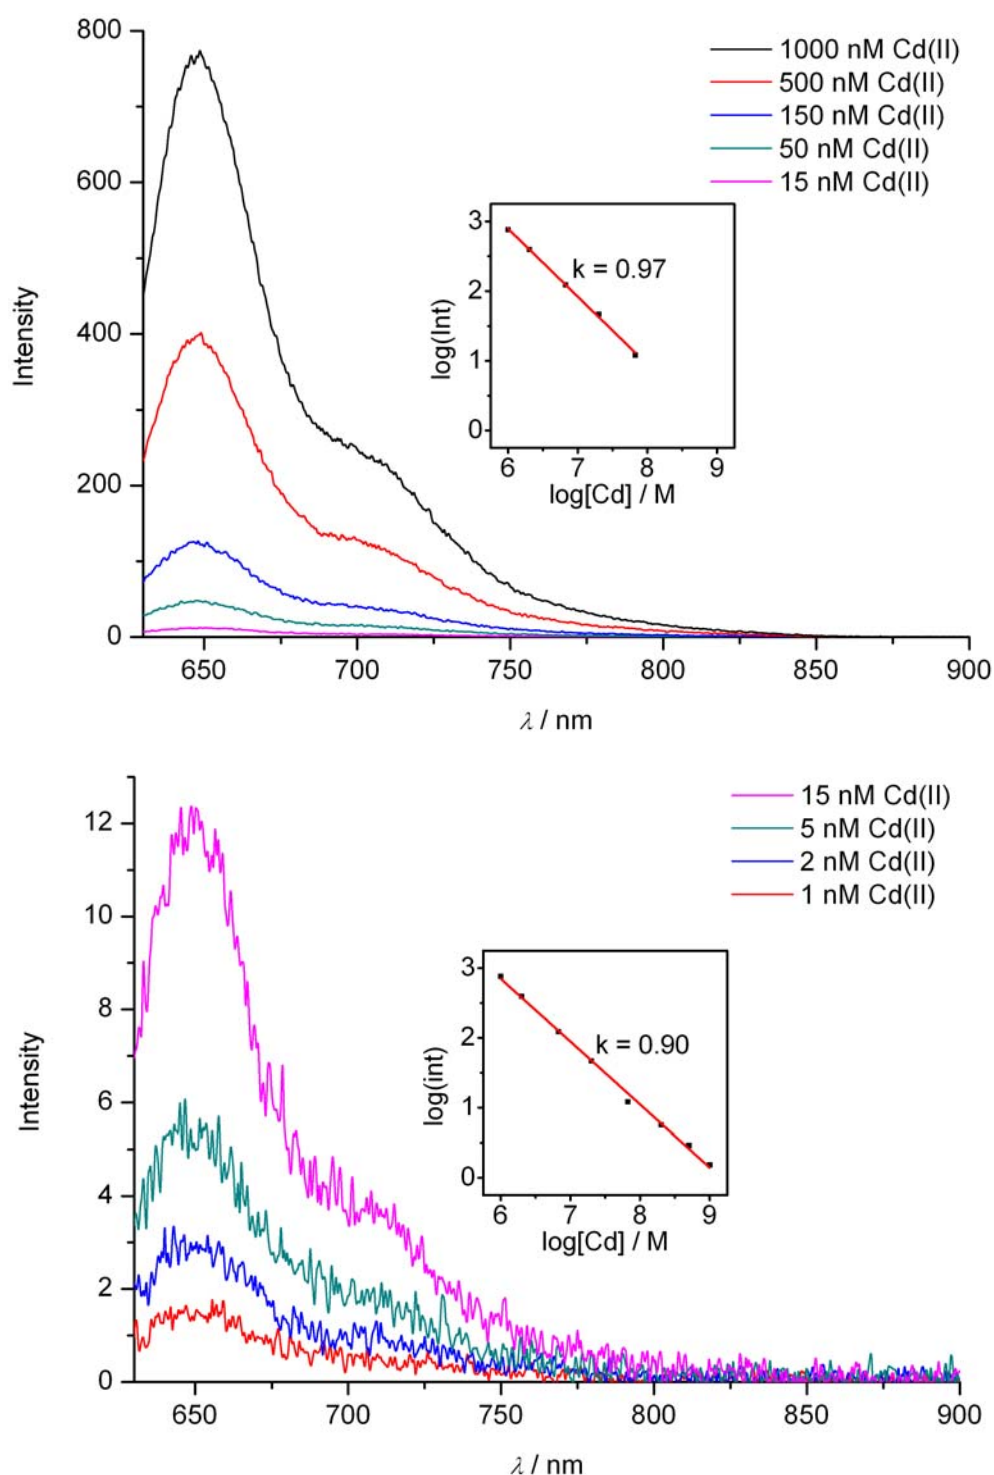 800
600
400
200
0
Intensity
1000 nM Cd(II)
500 nM Cd(II)
150 nM Cd(II)
50 nM Cd(II)
15 nM Cd(II)
3
2
1
0
log(Int)
k = 0.97
6 7 8 9
log[Cd] / M
650 700 750 800 850 900
λ / nm
12
10
8
6
4
2
0
Intensity
15 nM Cd(II)
5 nM Cd(II)
2 nM Cd(II)
1 nM Cd(II)
3
2
1
0
log(int)
k = 0.90
6 7 8 9
log[Cd] / M
650 700 750 800 850 900
λ / nm